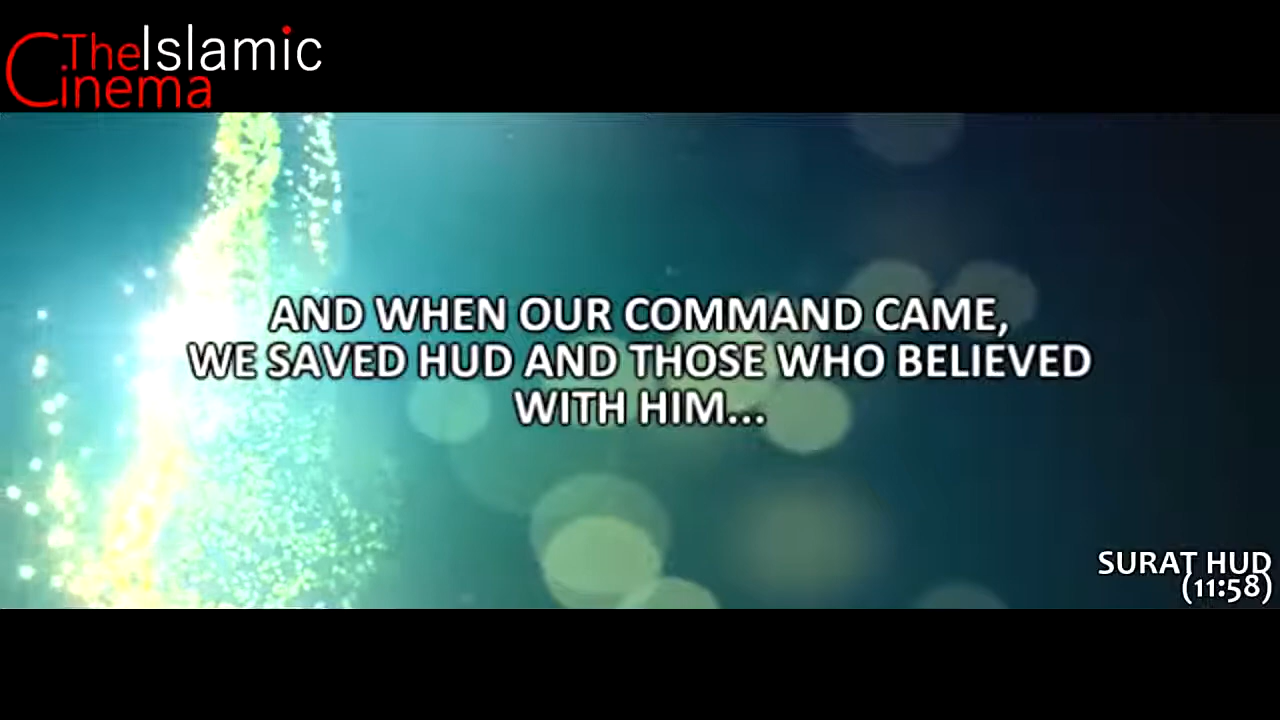 TheIslamic
Cinema
AND WHEN OUR COMMAND CAME,
WE SAVED HUD AND THOSE WHO BELIEVED
WITH HIM...
SURAT HUD
(11:58)